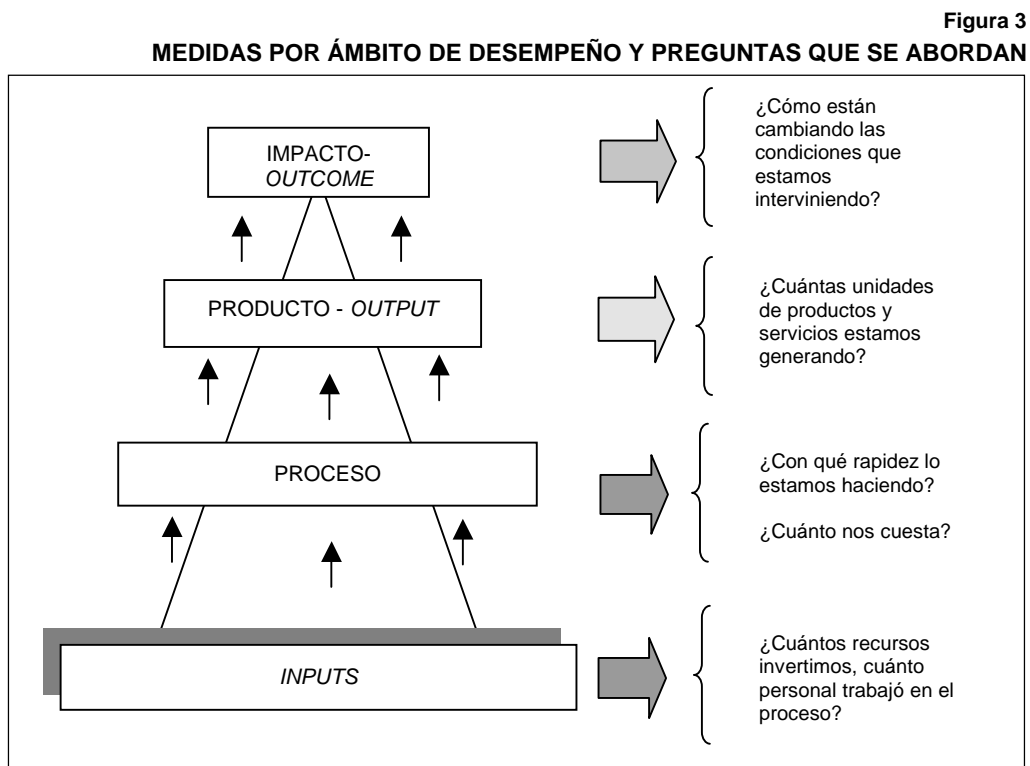 Figura 3
MEDIDAS POR ÁMBITO DE DESEMPEÑO Y PREGUNTAS QUE SE ABORDAN
IMPACTO-
OUTCOME
¿Cómo están
cambiando las
condiciones que
estamos
interviniendo?
PRODUCTO - OUTPUT
¿Cuántas unidades
de productos y
servicios estamos
generando?
PROCESO
¿Con qué rapidez lo
estamos haciendo?
¿Cuánto nos cuesta?
INPUTS
¿Cuántos recursos
invertimos, cuánto
personal trabajó en el
proceso?